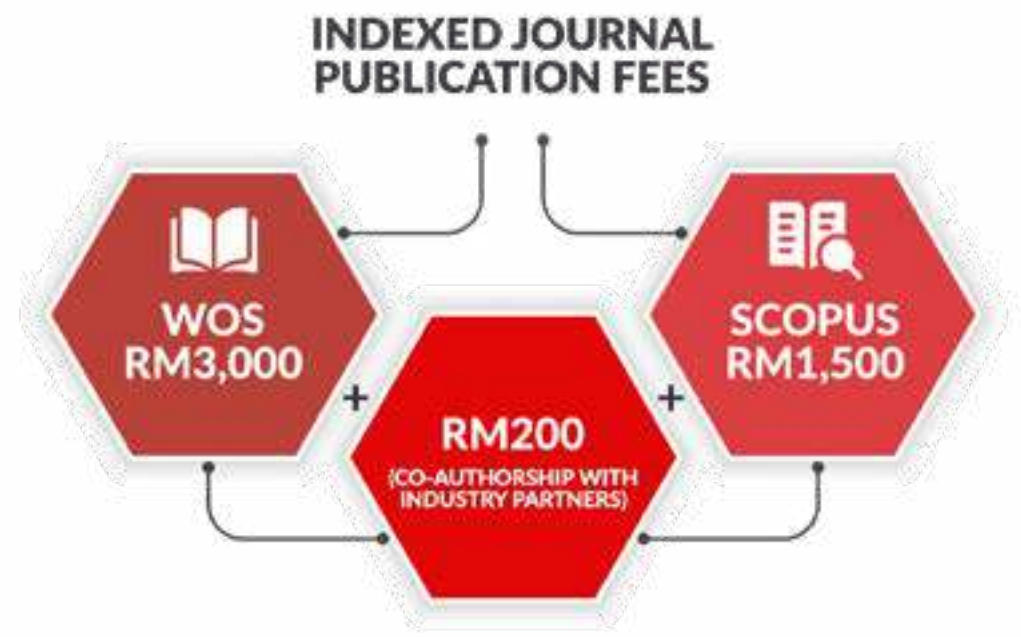 INDEXED JOURNAL
PUBLICATION FEES
WOS
RM3,000
+
RM200
(CO-AUTHORSHIP WITH
INDUSTRY PARTNERS)
+
SCOPUS
RM1,500